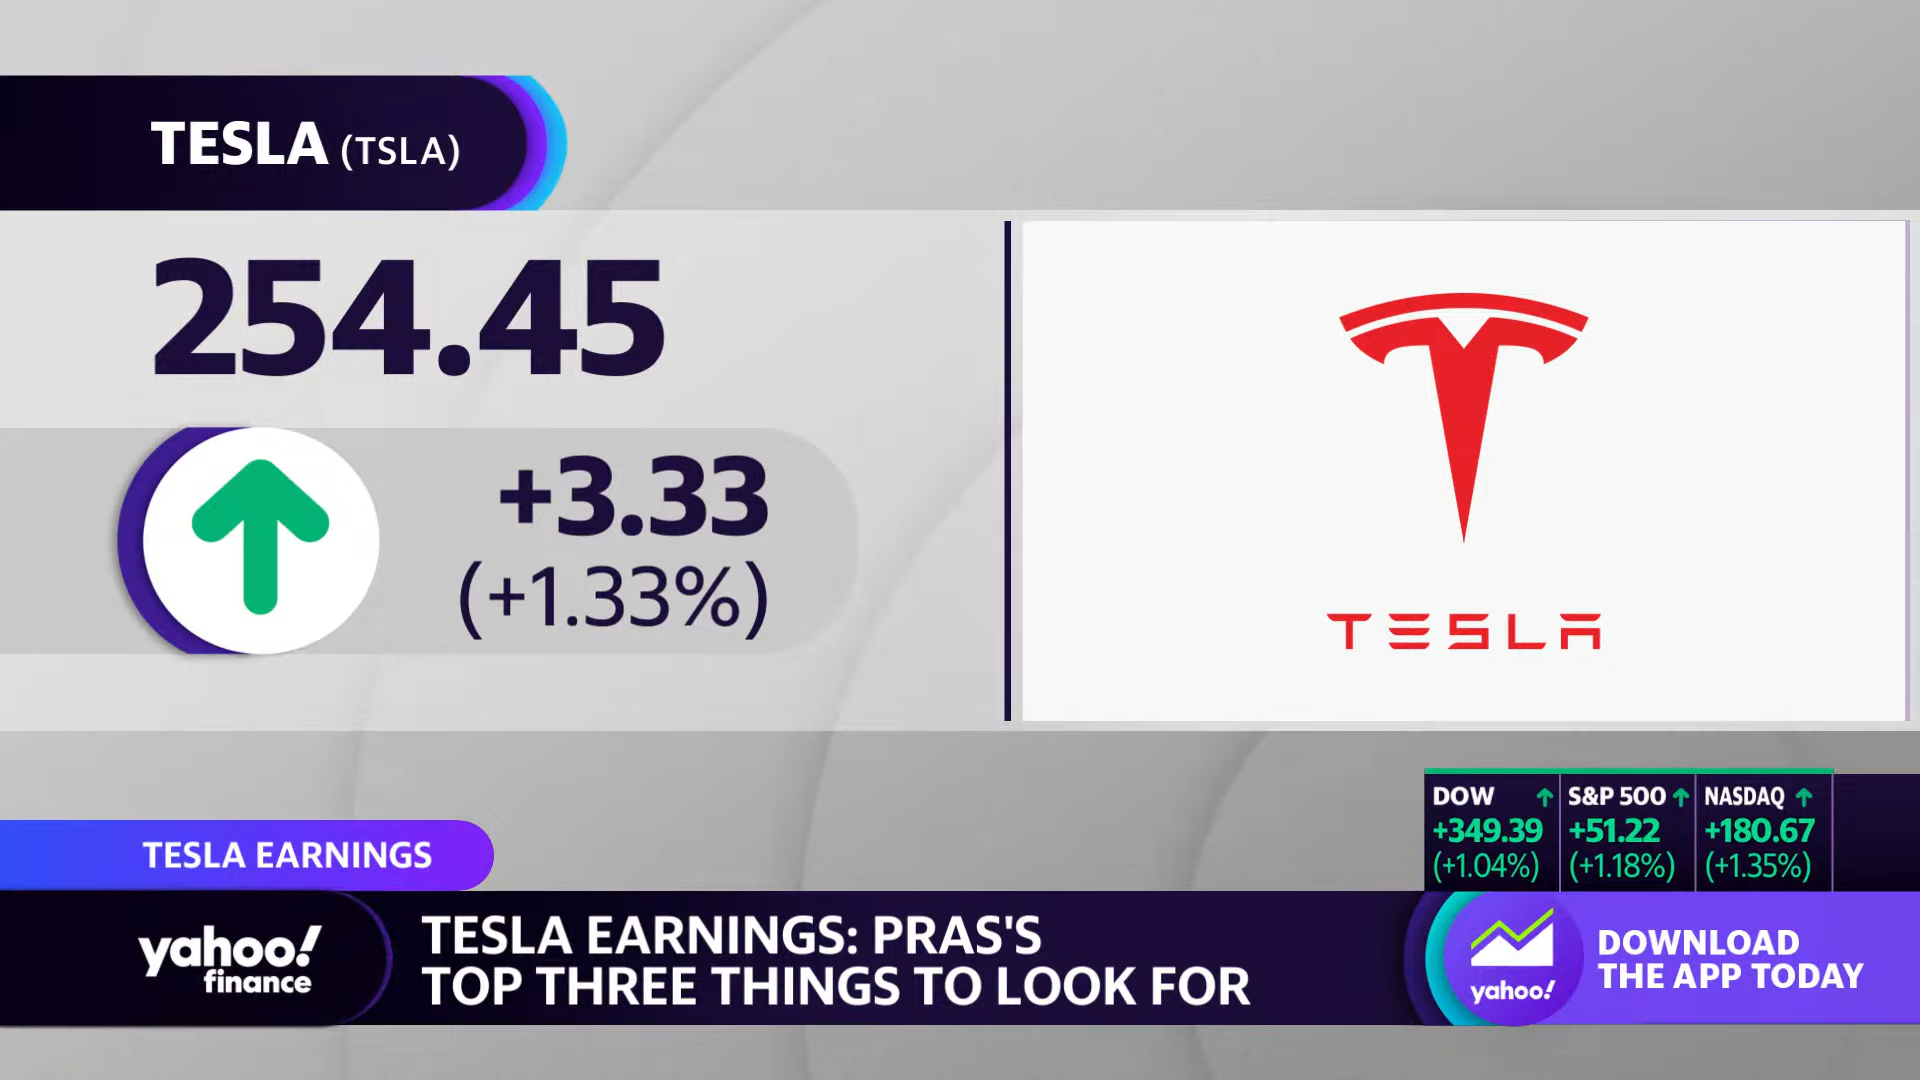 TESLA (TSLA)
254.45
+3.33
(+1.33%)
TESLA
DOW
+349.39
(+1.04%)
S&P 500
+51.22
(+1.18%)
NASDAQ
+180.67
(+1.35%)
TESLA EARNINGS
yahoo!
finance
TESLA EARNINGS: PRAS'S
TOP THREE THINGS TO LOOK FOR
yahoo!
DOWNLOAD
THE APP TODAY